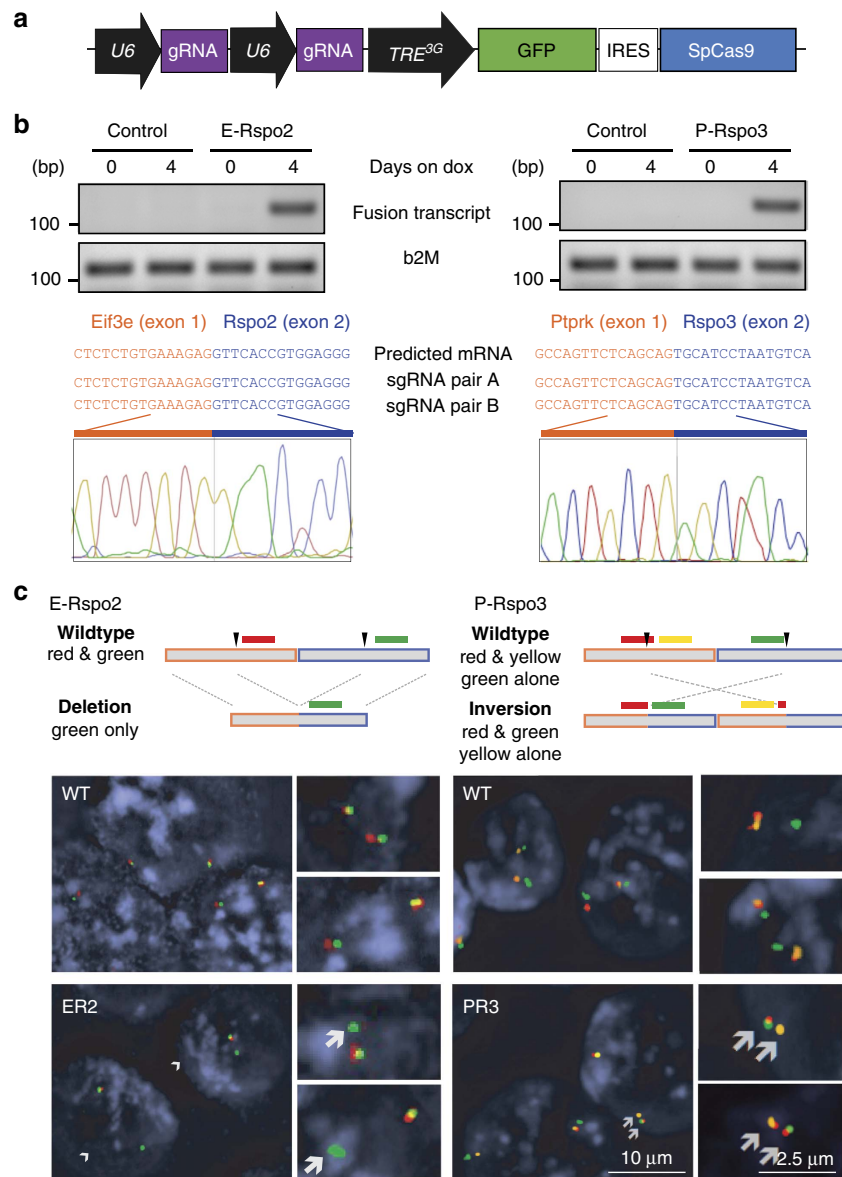 a
U6 gRNA U6 gRNA TRE3G GFP IRES SpCas9
b
Control E-Rspo2 Control P-Rspo3
(bp) 0 4 0 4 Days on dox (bp) 0 4 0 4
Fusion transcript
100 100
b2M
100 100
Eif3e (exon 1) Rspo2 (exon 2) Ptprk (exon 1) Rspo3 (exon 2)
CTCTCTGTGAAAGAGGTTCACCGTGGAGGG Predicted mRNA GCCAGTTCTCAGCAGTGCATCCTAATGTCA
CTCTCTGTGAAAGAGGTTCACCGTGGAGGG sgRNA pair A GCCAGTTCTCAGCAGTGCATCCTAATGTCA
CTCTCTGTGAAAGAGGTTCACCGTGGAGGG sgRNA pair B GCCAGTTCTCAGCAGTGCATCCTAATGTCA
c
E-Rspo2 P-Rspo3
Wildtype
red & green
Deletion
green only
Wildtype
red & yellow
green alone
Inversion
red & green
yellow alone
WT WT
ER2 PR3
10 μm 2.5 μm